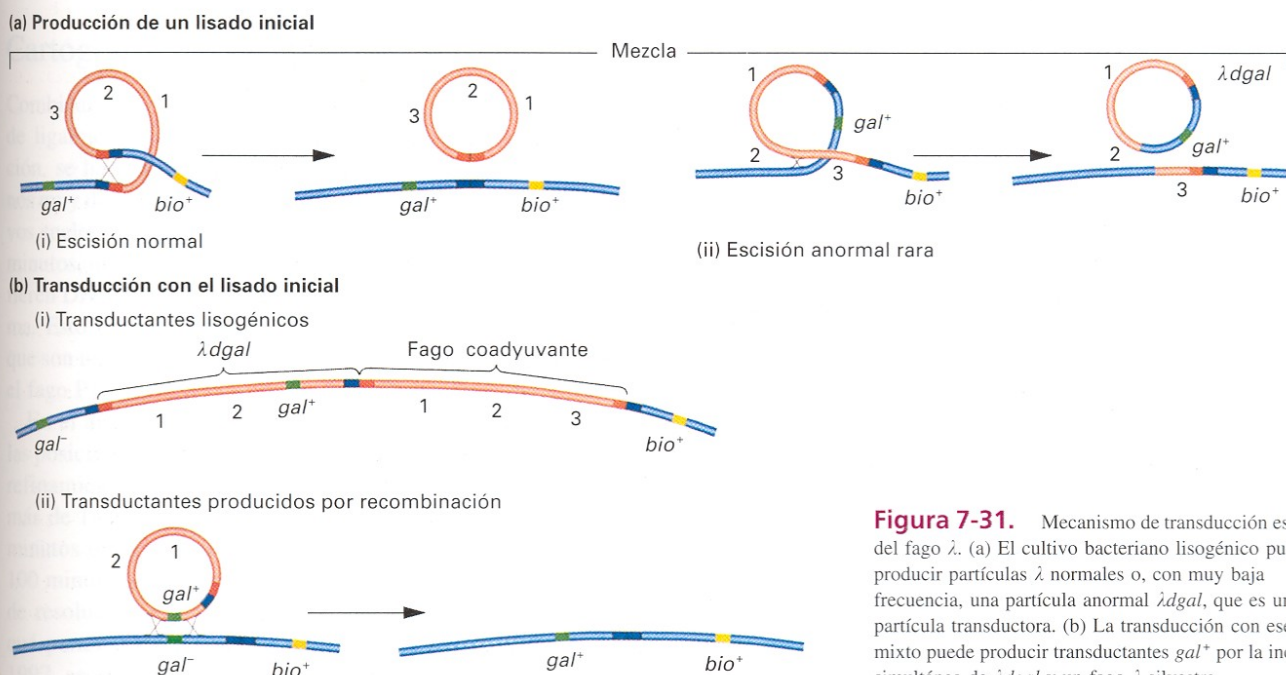 (a) Producción de un lisado inicial
Mezcla
1
2
3
gal⁺
bio⁺
2
3
1
gal⁺
bio⁺
(i) Escisión normal
1
gal⁺
2
3
bio⁺
1
λdgal
2
gal⁺
3
bio⁺
(ii) Escisión anormal rara
(b) Transducción con el lisado inicial
(i) Transductantes lisogénicos
λdgal
Fago coadyuvante
gal⁻
1
2
gal⁺
1
2
3
bio⁺
(ii) Transductantes producidos por recombinación
2
1
gal⁺
gal⁻
bio⁺
gal⁺
bio⁺
Figura 7-31. Mecanismo de transducción es
del fago λ. (a) El cultivo bacteriano lisogénico pu
producir partículas λ normales o, con muy baja
frecuencia, una partícula anormal λdgal, que es u
partícula transductora. (b) La transducción con ese
mixto puede producir transductantes gal⁺ por la in